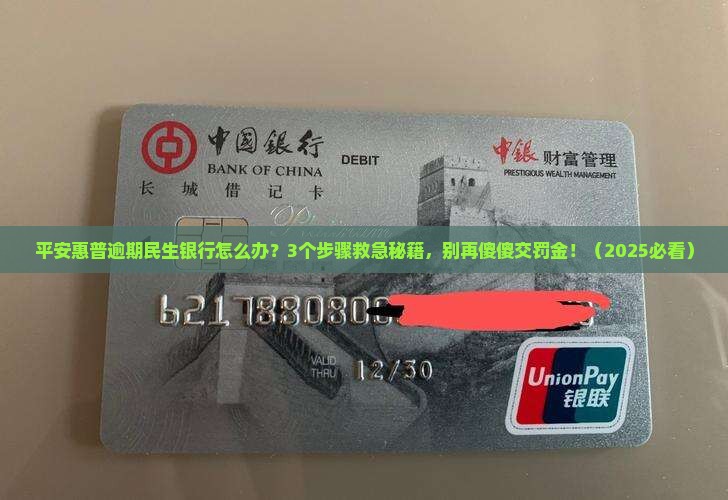 中国银行
BANK OF CHINA
DEBIT
中銀 财富管理
PRESTIGIOUS WEALTH MANAGEMENT
长城借记卡
平安惠普逾期民生银行怎么办？3个步骤救急秘籍，别再傻傻交罚金！（2025必看）
6217880800
VALID
THRU
12/30
UnionPay
银联